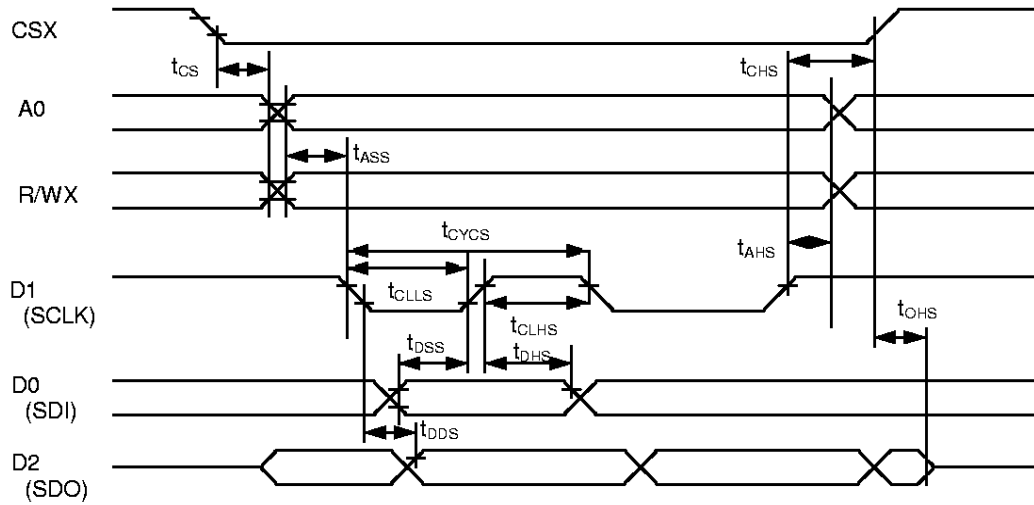 CSX
tCS
tCHS
A0
tASS
R/WX
tCYCS
tAHS
D1
(SCLK)
tCLLS
tCLHS
tOHS
tDSS
tDHS
D0
(SDI)
tDDS
D2
(SDO)